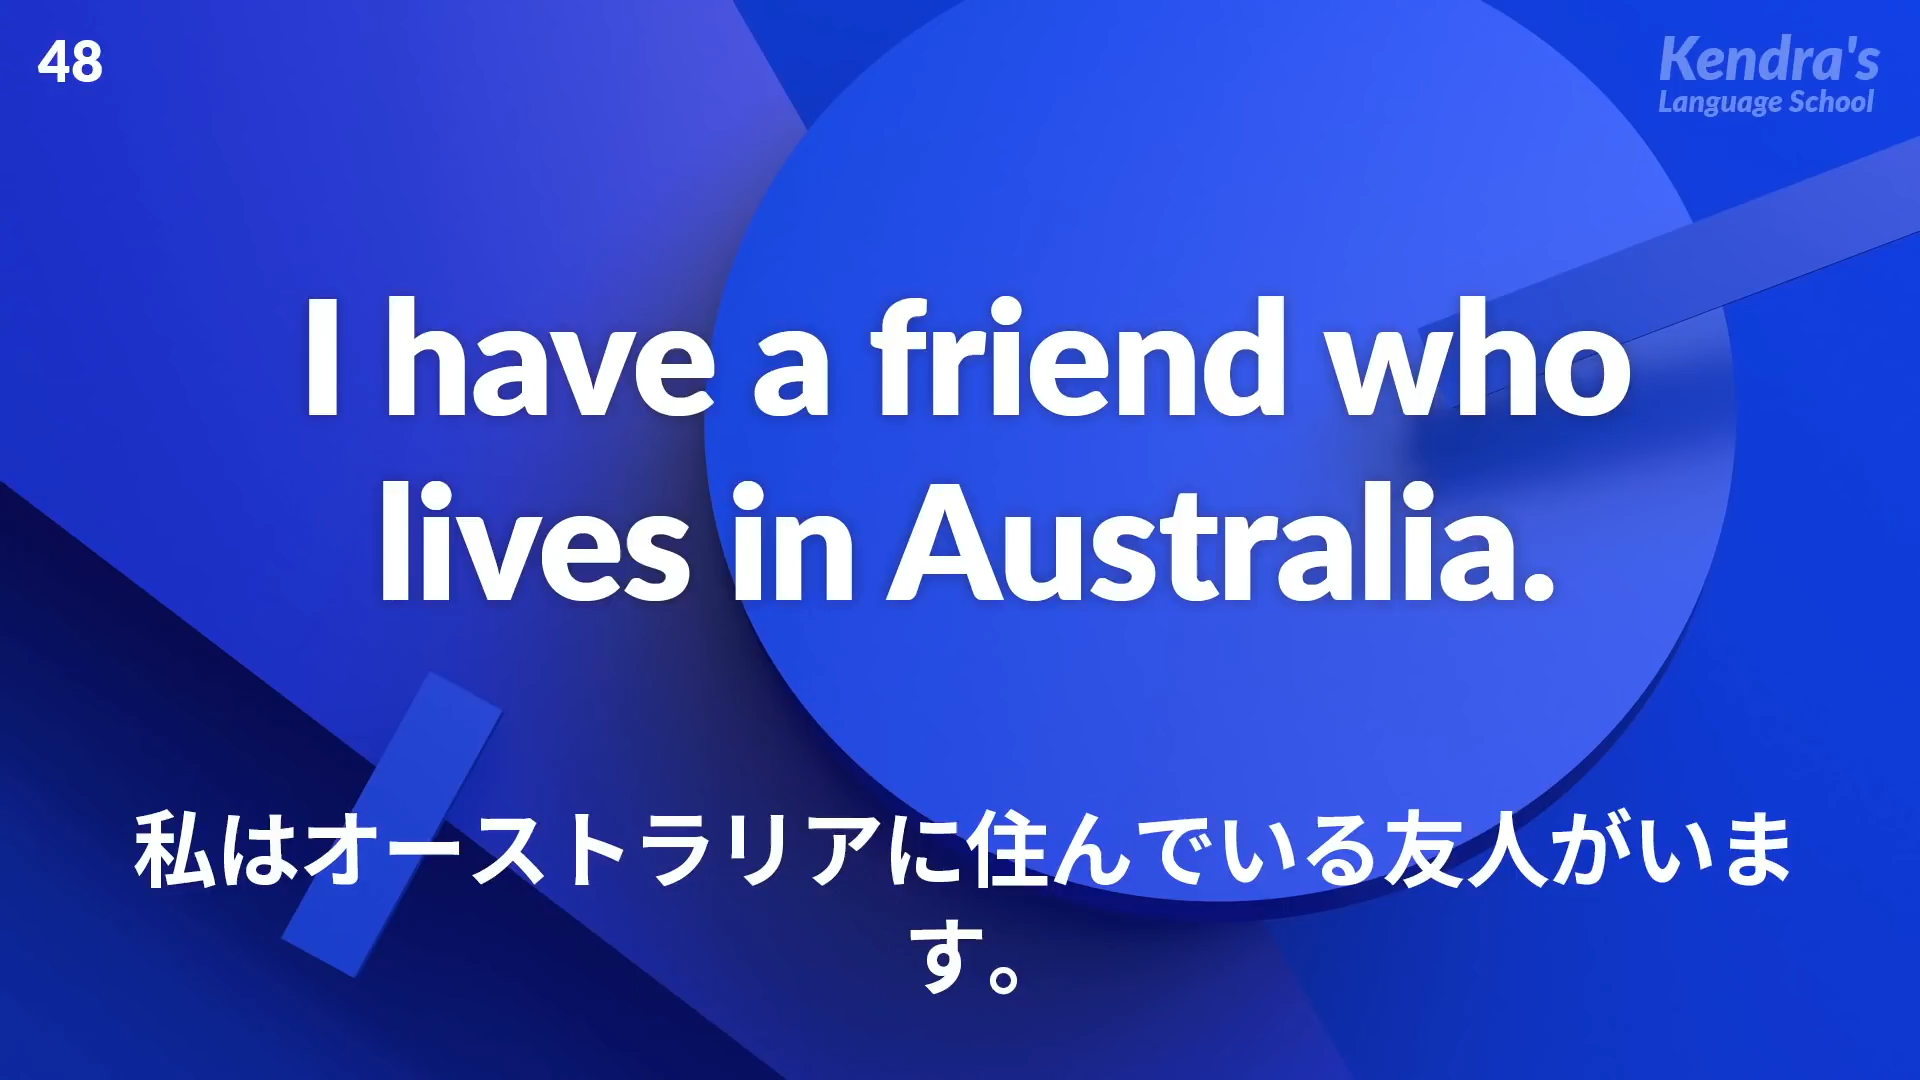 48
Kendra's
Language School
I have a friend who
lives in Australia.
私はオーストラリアに住んでいる友人がいま
す。